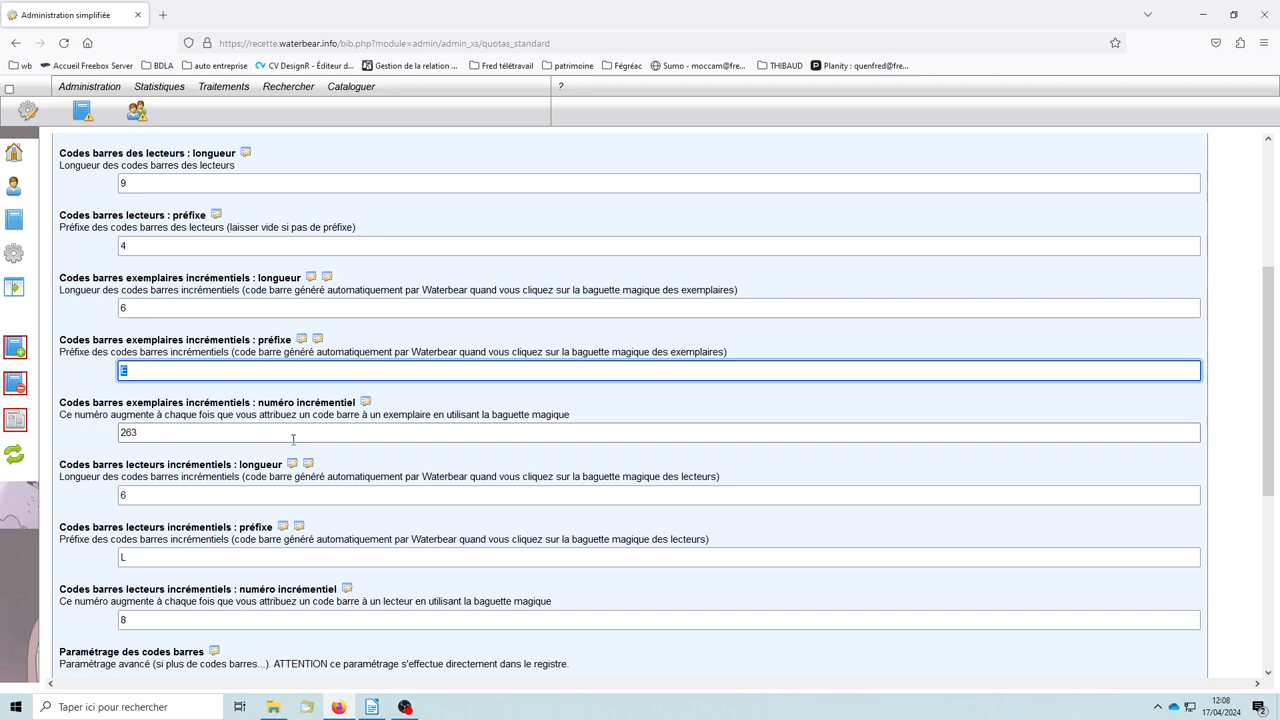 Administration simplifiée
https://recette.waterbear.info/bib.php?module=admin/admin_xs/quotas_standard
wb Accueil Freebox Server BDLA auto entreprise CV DesignR - Éditeur d... Gestion de la relation ... Fred télétravail patrimoine Fégréac Sumo - moccam@fre... THIBAUD Planity : quenfred@fre...
Administration Statistiques Traitements Rechercher Cataloguer ?
Codes barres des lecteurs : longueur
Longueur des codes barres des lecteurs
9
Codes barres lecteurs : préfixe
Préfixe des codes barres des lecteurs (laisser vide si pas de préfixe)
4
Codes barres exemplaires incrémentiels : longueur
Longueur des codes barres incrémentiels (code barre généré automatiquement par Waterbear quand vous cliquez sur la baguette magique des exemplaires)
6
Codes barres exemplaires incrémentiels : préfixe
Préfixe des codes barres incrémentiels (code barre généré automatiquement par Waterbear quand vous cliquez sur la baguette magique des exemplaires)
E
Codes barres exemplaires incrémentiels : numéro incrémentiel
Ce numéro augmente à chaque fois que vous attribuez un code barre à un exemplaire en utilisant la baguette magique
263
Codes barres lecteurs incrémentiels : longueur
Longueur des codes barres incrémentiels (code barre généré automatiquement par Waterbear quand vous cliquez sur la baguette magique des lecteurs)
6
Codes barres lecteurs incrémentiels : préfixe
Préfixe des codes barres incrémentiels (code barre généré automatiquement par Waterbear quand vous cliquez sur la baguette magique des lecteurs)
L
Codes barres lecteurs incrémentiels : numéro incrémentiel
Ce numéro augmente à chaque fois que vous attribuez un code barre à un lecteur en utilisant la baguette magique
8
Paramétrage des codes barres
Paramétrage avancé (si plus de codes barres...). ATTENTION ce paramétrage s'effectue directement dans le registre.
Taper ici pour rechercher
12:08
17/04/2024
2